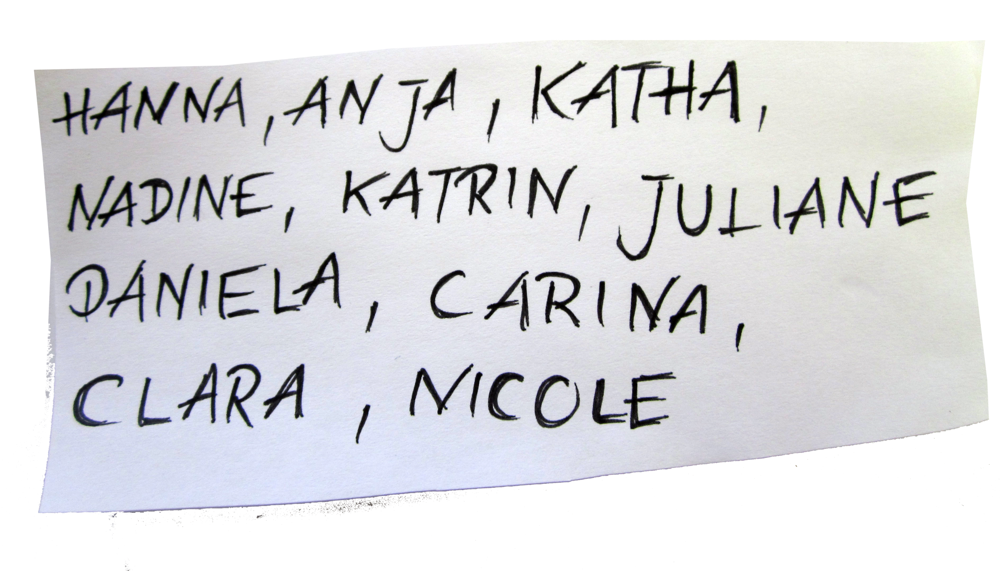 HANNA, ANJA, KATHA,
NADINE, KATRIN, JULIANE
DANIELA, CARINA,
CLARA, NICOLE